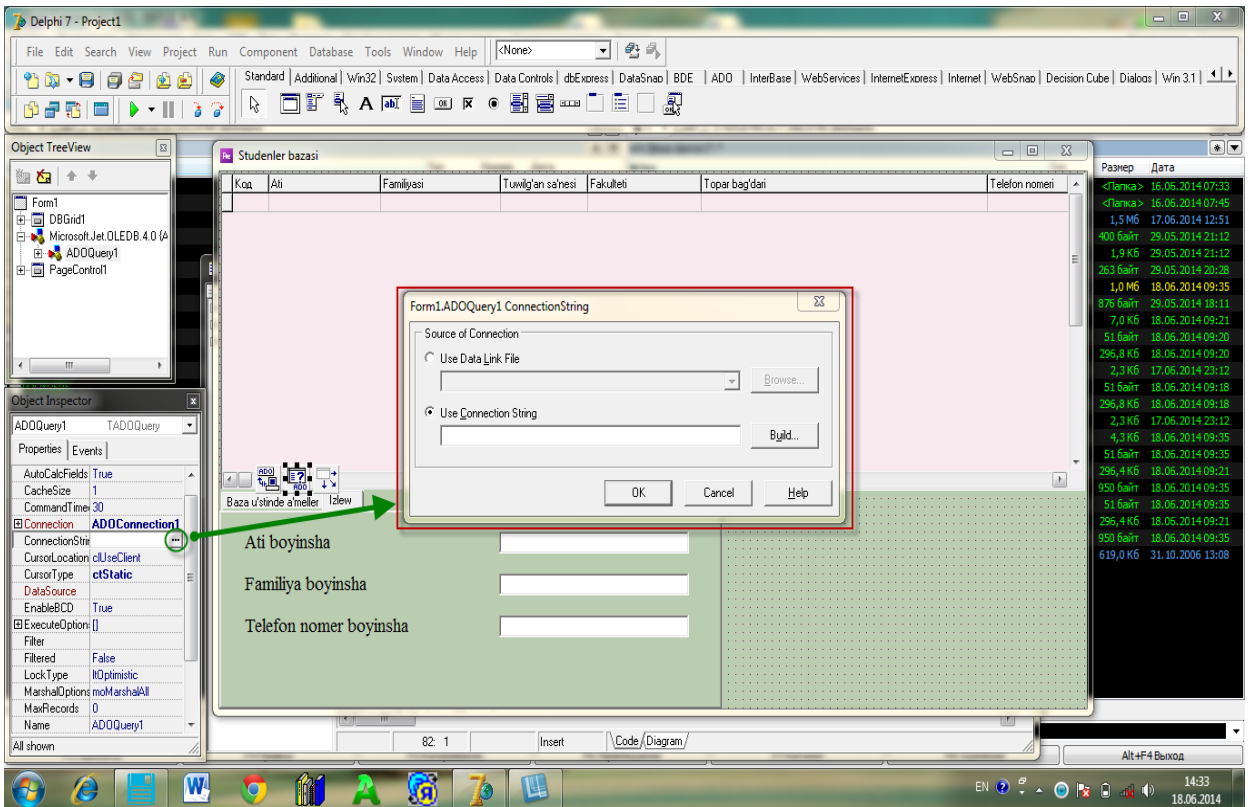 Delphi 7 - Project1
File Edit Search View Project Run Component Database Tools Window Help <None>
Standard Additional Win32 System Data Access Data Controls dbExpress DataSnap BDE ADO InterBase WebServices InternetExpress Internet WebSnap Decision Cube Dialogs Win 3.1
Object TreeView
Form1
DBGrid1
Microsoft.Jet.OLEDB.4.0 (A
ADOQuery1
PageControl1
Object Inspector
ADOQuery1 TADOQuery
Properties Events
AutoCalcFields True
CacheSize 1
CommandTime 30
Connection ADOConnection1
ConnectionStrin
CursorLocation clUseClient
CursorType ctStatic
DataSource
EnableBCD True
ExecuteOption []
Filter
Filtered False
LockType ltOptimistic
MarshalOptions moMarshalAll
MaxRecords 0
Name ADOQuery1
All shown
Studenler bazasi
Код Ati Familiyasi Tuwilg'an sa'nesi Fakulteti Topar bag'dari Telefon nomeri
Form1.ADOQuery1 ConnectionString
Source of Connection
Use Data Link File
Browse...
Use Connection String
Build...
OK Cancel Help
Baza u'stinde a'meller Izlew
Ati boyinsha
Familiya boyinsha
Telefon nomer boyinsha
82: 1 Insert Code Diagram
Размер Дата
<Папка> 16.06.2014 07:33
<Папка> 16.06.2014 07:45
1,5 Мб 17.06.2014 12:51
400 байт 29.05.2014 21:12
1,9 Кб 29.05.2014 21:12
263 байт 29.05.2014 20:28
1,0 Мб 18.06.2014 09:35
876 байт 29.05.2014 18:11
7,0 Кб 18.06.2014 09:21
51 байт 18.06.2014 09:20
296,8 Кб 18.06.2014 09:20
2,3 Кб 17.06.2014 23:12
51 байт 18.06.2014 09:18
296,8 Кб 18.06.2014 09:18
2,3 Кб 17.06.2014 23:12
4,3 Кб 18.06.2014 09:35
51 байт 18.06.2014 09:35
296,4 Кб 18.06.2014 09:21
950 байт 18.06.2014 09:35
51 байт 18.06.2014 09:35
296,4 Кб 18.06.2014 09:21
950 байт 18.06.2014 09:35
619,0 Кб 31.10.2006 13:08
Alt+F4 Выход
EN
14:33
18.06.2014